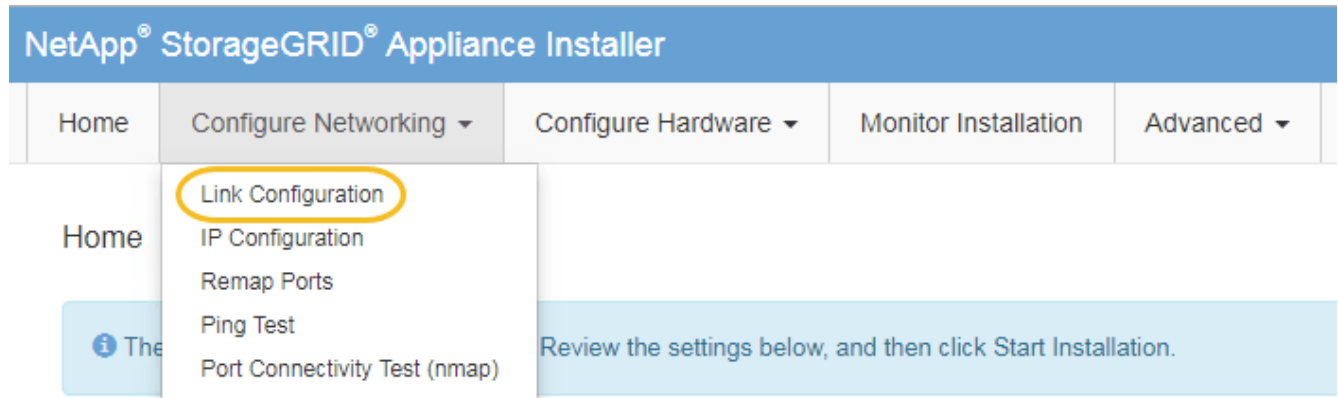 NetApp® StorageGRID® Appliance Installer
Home Configure Networking Configure Hardware Monitor Installation Advanced
Link Configuration
Home
IP Configuration
Remap Ports
Ping Test
The Review the settings below, and then click Start Installation.
Port Connectivity Test (nmap)